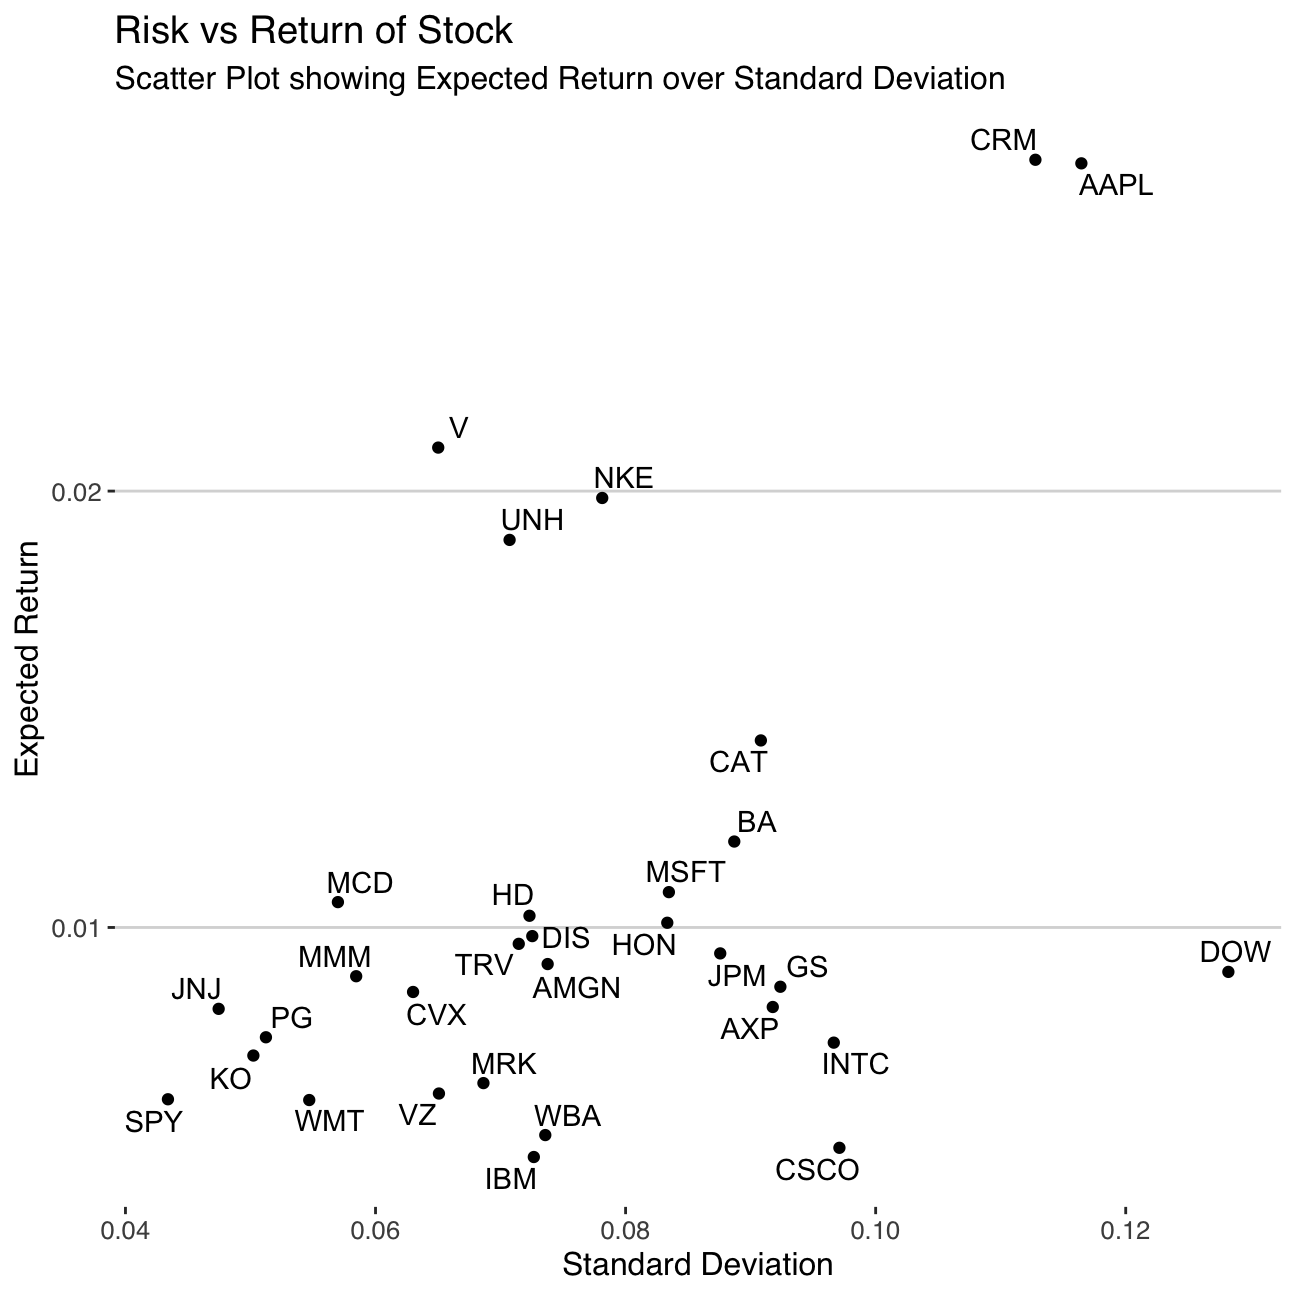 Risk vs Return of Stock
Scatter Plot showing Expected Return over Standard Deviation
CRM
AAPL
V
NKE
0.02
UNH
Expected Return
CAT
BA
MSFT
MCD
HD
0.01
DIS
HON
DOW
MMM
TRV
JPM
GS
JNJ
AMGN
PG
CVX
AXP
KO
MRK
INTC
SPY
WMT
VZ
WBA
IBM
CSCO
0.04
0.06
0.08
0.10
0.12
Standard Deviation